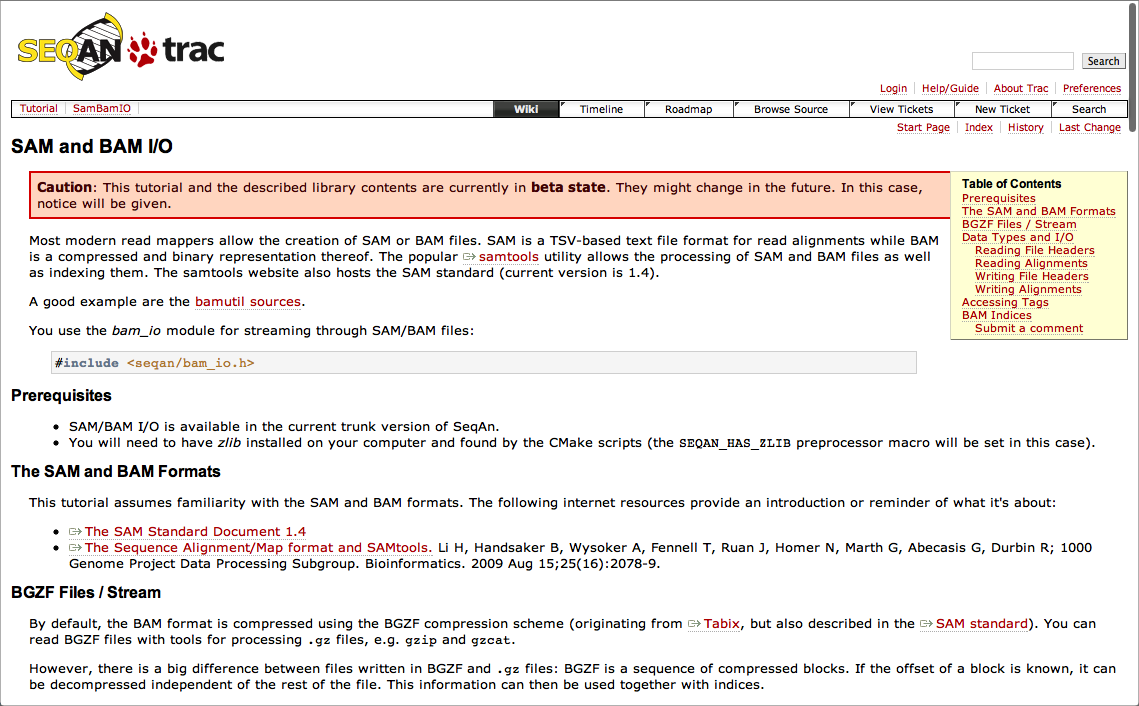 SEQAN trac
Search
Login Help/Guide About Trac Preferences
Tutorial SamBamIO Wiki Timeline Roadmap Browse Source View Tickets New Ticket Search
Start Page Index History Last Change
SAM and BAM I/O
Caution: This tutorial and the described library contents are currently in beta state. They might change in the future. In this case,
notice will be given.
Table of Contents
Prerequisites
The SAM and BAM Formats
BGZF Files / Stream
Data Types and I/O
Reading File Headers
Reading Alignments
Writing File Headers
Writing Alignments
Accessing Tags
BAM Indices
Submit a comment
Most modern read mappers allow the creation of SAM or BAM files. SAM is a TSV-based text file format for read alignments while BAM
is a compressed and binary representation thereof. The popular samtools utility allows the processing of SAM and BAM files as well
as indexing them. The samtools website also hosts the SAM standard (current version is 1.4).
A good example are the bamutil sources.
You use the bam_io module for streaming through SAM/BAM files:
#include <seqan/bam_io.h>
Prerequisites
• SAM/BAM I/O is available in the current trunk version of SeqAn.
• You will need to have zlib installed on your computer and found by the CMake scripts (the SEQAN_HAS_ZLIB preprocessor macro will be set in this case).
The SAM and BAM Formats
This tutorial assumes familiarity with the SAM and BAM formats. The following internet resources provide an introduction or reminder of what it's about:
• The SAM Standard Document 1.4
• The Sequence Alignment/Map format and SAMtools. Li H, Handsaker B, Wysoker A, Fennell T, Ruan J, Homer N, Marth G, Abecasis G, Durbin R; 1000
Genome Project Data Processing Subgroup. Bioinformatics. 2009 Aug 15;25(16):2078-9.
BGZF Files / Stream
By default, the BAM format is compressed using the BGZF compression scheme (originating from Tabix, but also described in the SAM standard). You can
read BGZF files with tools for processing .gz files, e.g. gzip and gzcat.
However, there is a big difference between files written in BGZF and .gz files: BGZF is a sequence of compressed blocks. If the offset of a block is known, it can
be decompressed independent of the rest of the file. This information can then be used together with indices.